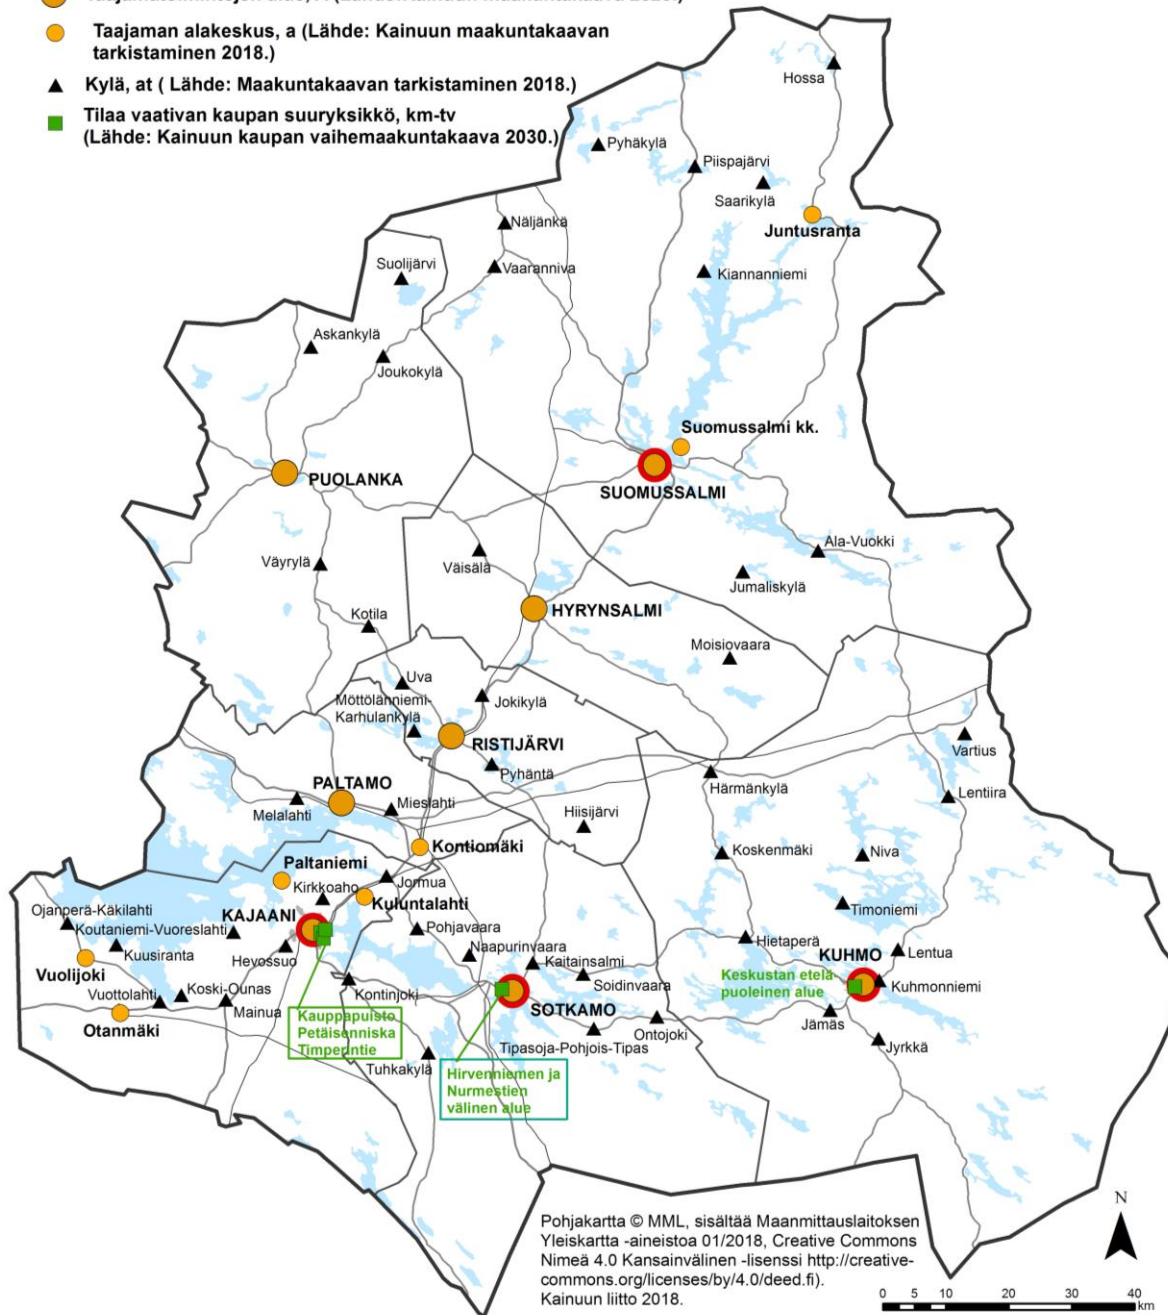 Taajaman alakeskus, a (Lähde: Kainuun maakuntakaavan
tarkistaminen 2018.)
Kylä, at ( Lähde: Maakuntakaavan tarkistaminen 2018.)
Tilaa vaativan kaupan suuryksikkö, km-tv
(Lähde: Kainuun kaupan vaihemaakuntakaava 2030.)
Hossa
Pyhäkylä
Piispajärvi
Saarikylä
Juntusranta
Näljänkä
Suolijärvi
Vaaranniva
Kiannanniemi
Askankylä
Joukokylä
Suomussalmi kk.
PUOLANKA
SUOMUSSALMI
Ala-Vuokki
Väyrylä
Väisälä
Jumaliskylä
HYRYNSALMI
Kotila
Moisiovaara
Uva
Möttölänniemi-
Karhulankylä
Jokikylä
RISTIJÄRVI
Vartius
Pyhäntä
PALTAMO
Härmänkylä
Lentiira
Melalahti
Mieslahti
Hiisijärvi
Kontiomäki
Koskenmäki
Niva
Paltaniemi
Kirkkoaho
Jormua
Kuluntalahti
Timoniemi
Ojanperä-Käkilahti
KAJAANI
Koutaniemi-Vuoreslahti
Pohjavaara
Hietaperä
Kuusiranta
Hevossuo
Naapurinvaara
Kaitainsalmi
KUHMO
Lentua
Vuolijoki
Soidinvaara
Keskustan etelä
puoleinen alue
Kuhmonniemi
Vuottolahti
Koski-Ounas
Mainua
Kontinjoki
SOTKAMO
Ontojoki
Jämäs
Otanmäki
Kauppapuisto
Petäisenniska
Timperintie
Tipasoja-Pohjois-Tipas
Jyrkkä
Tuhkakylä
Hirvenniemen ja
Nurmestien
välinen alue
N
Pohjakartta © MML, sisältää Maanmittauslaitoksen
Yleiskartta -aineistoa 01/2018, Creative Commons
Nimeä 4.0 Kansainvälinen -lisenssi http://creative-
commons.org/licenses/by/4.0/deed.fi).
Kainuun liitto 2018.
0 5 10 20 30 40
km